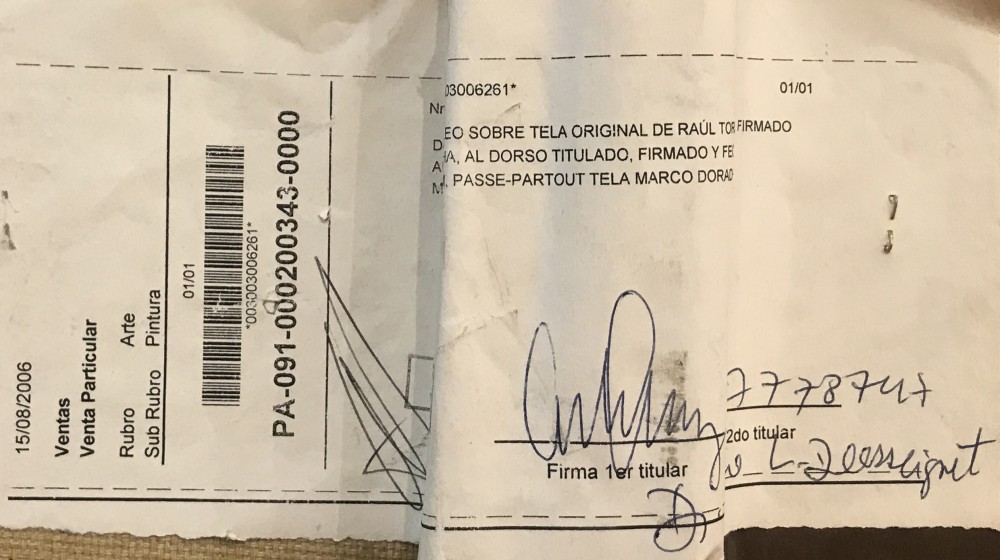 15/08/2006
Ventas
Venta Particular
Rubro Arte
Sub Rubro Pintura
01/01
*003003006261*
PA-091-000200343-0000
03006261* 01/01
Nr
EO SOBRE TELA ORIGINAL DE RAÚL TOR FIRMADO
A, AL DORSO TITULADO, FIRMADO Y FE
PASSE-PARTOUT TELA MARCO DORAD
7778747
Firma 1er titular
2do titular